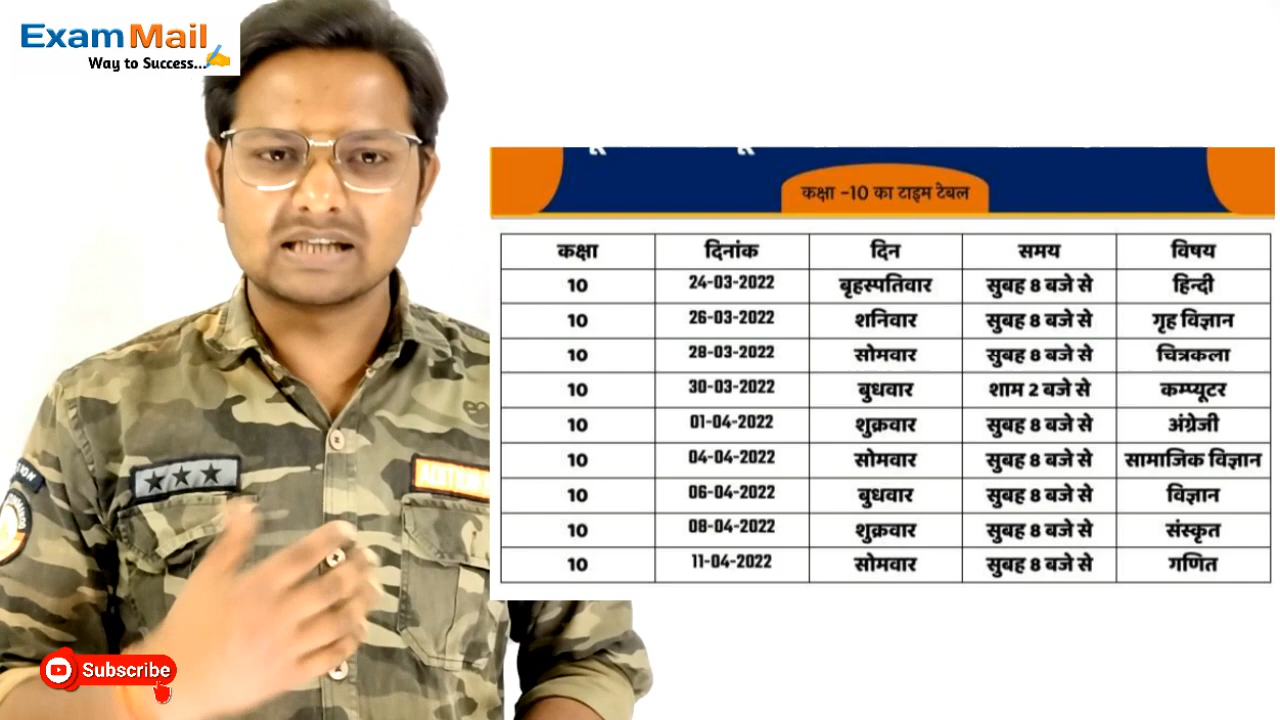 Exam Mail
Way to Success...
कक्षा -10 का टाइम टेबल
कक्षा दिनांक दिन समय विषय
10 24-03-2022 बृहस्पतिवार सुबह 8 बजे से हिन्दी
10 26-03-2022 शनिवार सुबह 8 बजे से गृह विज्ञान
10 28-03-2022 सोमवार सुबह 8 बजे से चित्रकला
10 30-03-2022 बुधवार शाम 2 बजे से कम्प्यूटर
10 01-04-2022 शुक्रवार सुबह 8 बजे से अंग्रेजी
10 04-04-2022 सोमवार सुबह 8 बजे से सामाजिक विज्ञान
10 06-04-2022 बुधवार सुबह 8 बजे से विज्ञान
10 08-04-2022 शुक्रवार सुबह 8 बजे से संस्कृत
10 11-04-2022 सोमवार सुबह 8 बजे से गणित
Subscribe